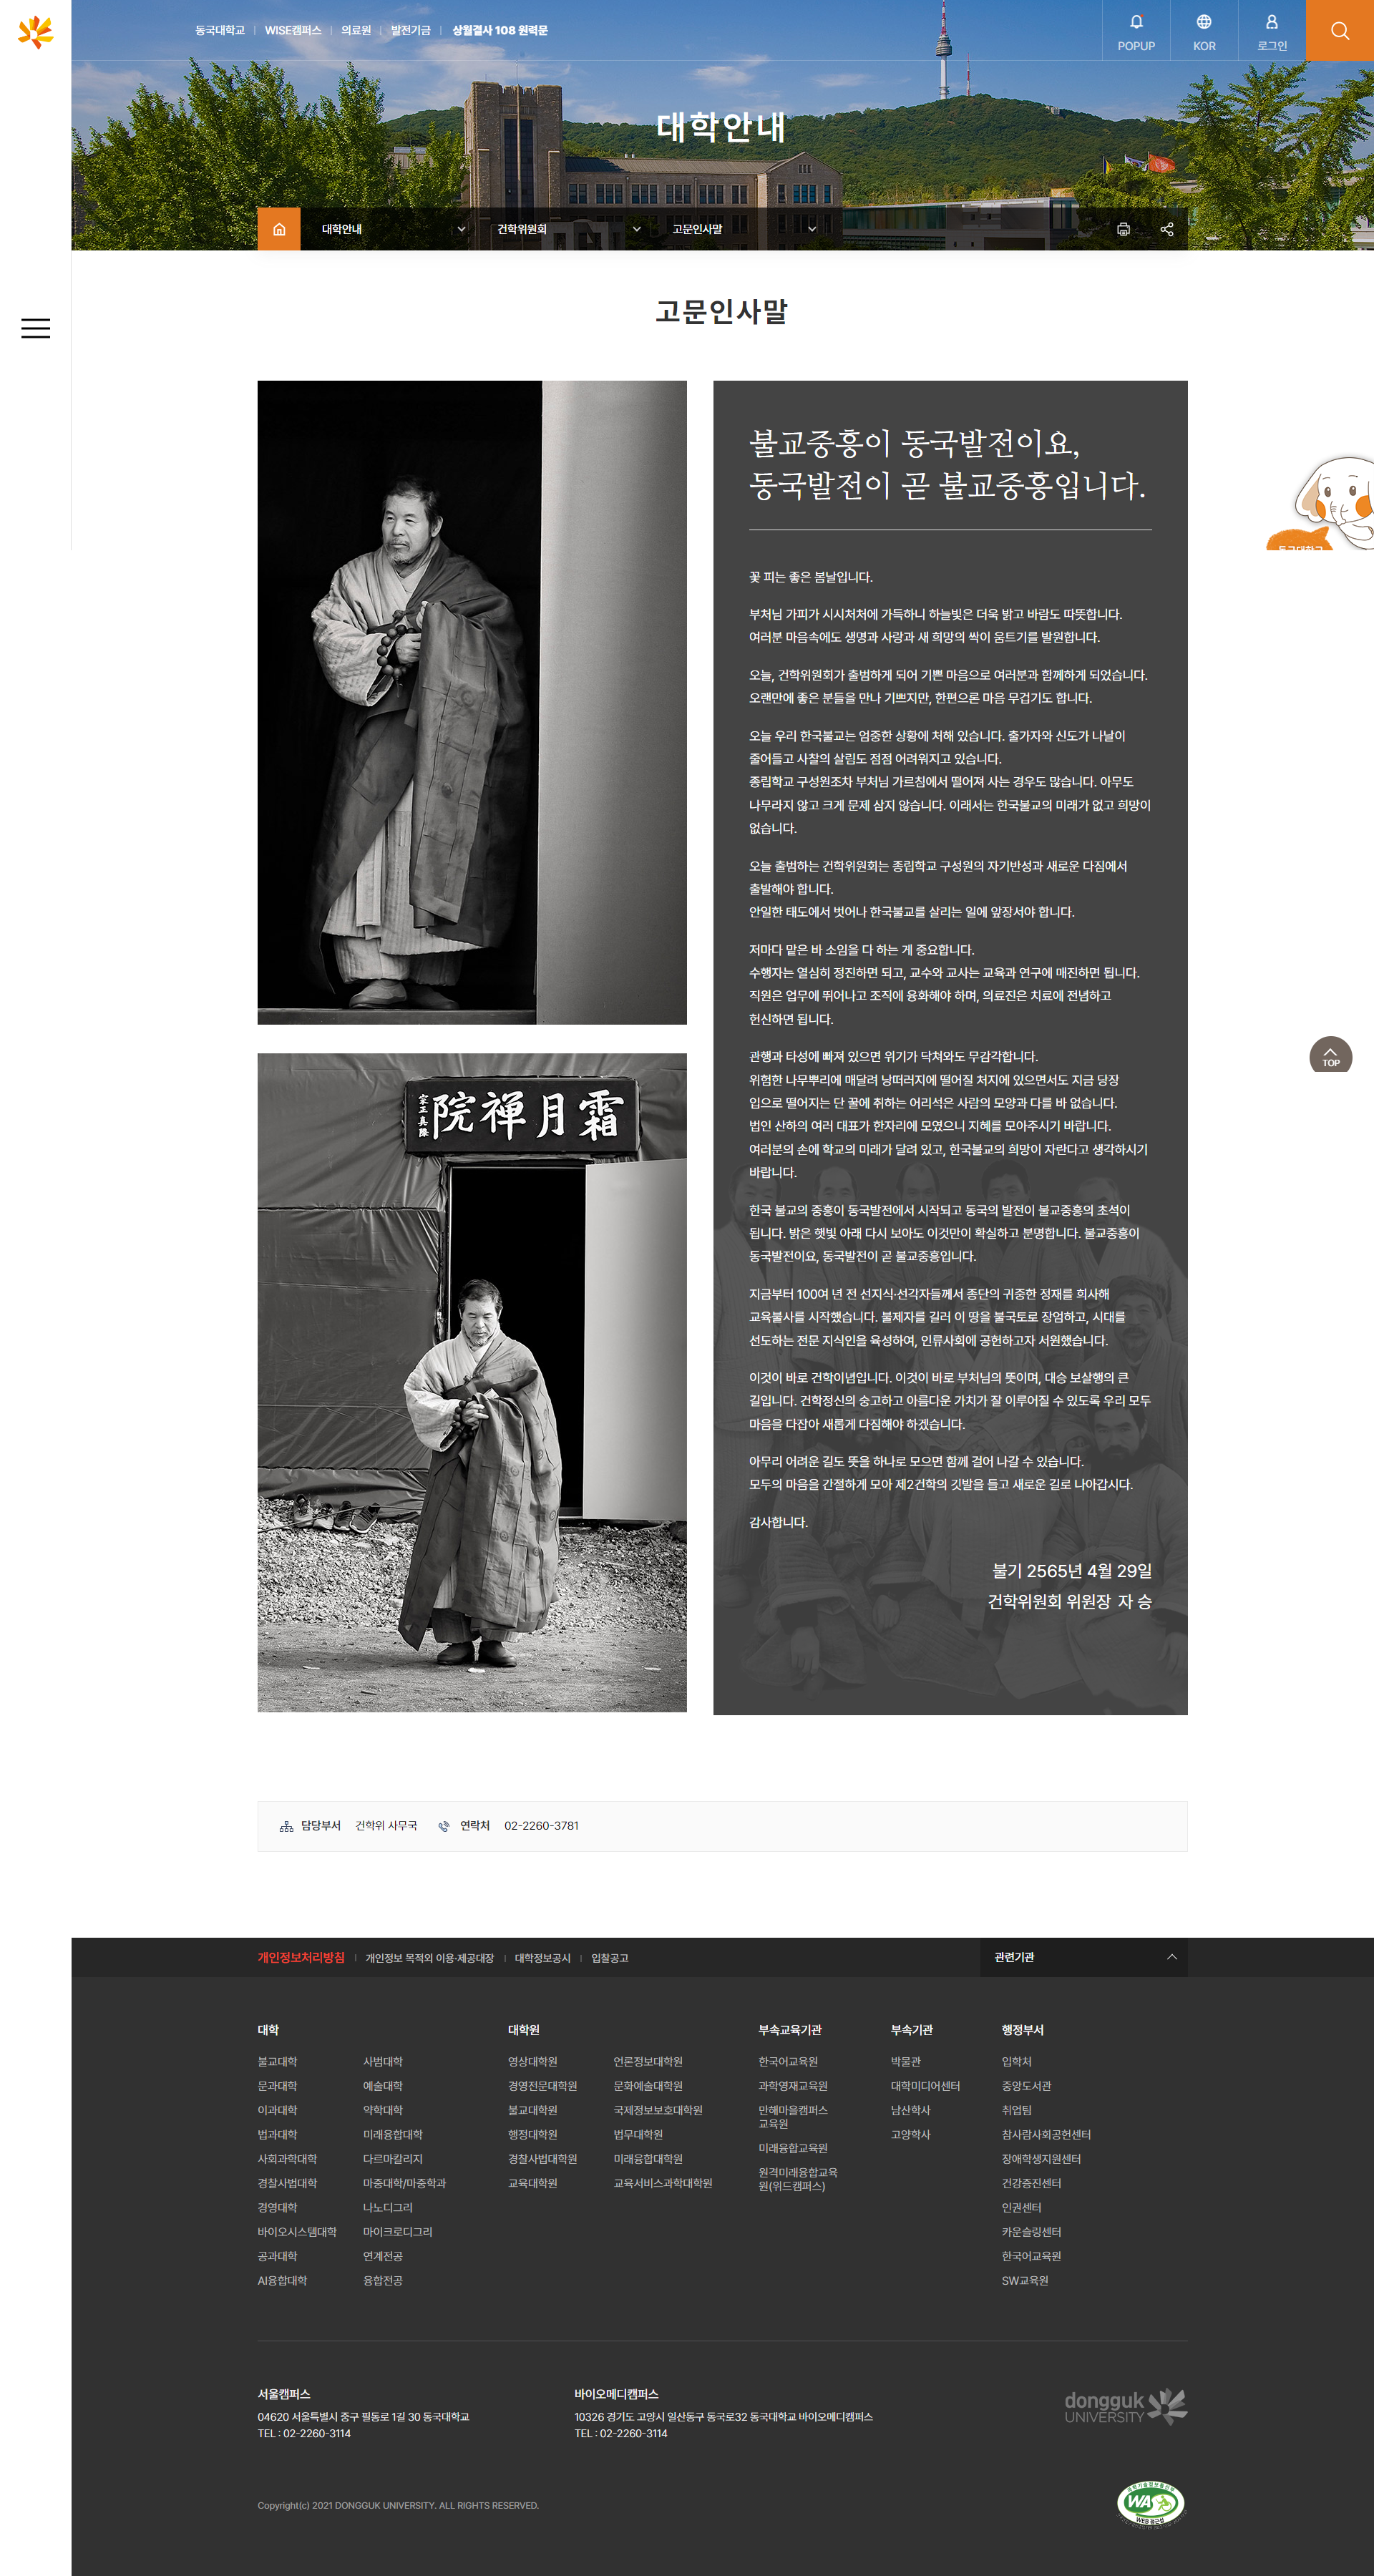 동국대학교
WISE캠퍼스
의료원
발전기금
상월결사 108 원력문
POPUP
KOR
로그인
대학안내
대학안내
건학위원회
고문인사말
고문인사말
불교중흥이 동국발전이요,
동국발전이 곧 불교중흥입니다.
꽃 피는 좋은 봄날입니다.
부처님 가피가 시시처처에 가득하니 하늘빛은 더욱 밝고 바람도 따뜻합니다.
여러분 마음속에도 생명과 사랑과 새 희망의 싹이 움트기를 발원합니다.
오늘, 건학위원회가 출범하게 되어 기쁜 마음으로 여러분과 함께하게 되었습니다.
오랜만에 좋은 분들을 만나 기쁘지만, 한편으론 마음 무겁기도 합니다.
오늘 우리 한국불교는 엄중한 상황에 처해 있습니다. 출가자와 신도가 나날이
줄어들고 사찰의 살림도 점점 어려워지고 있습니다.
종립학교 구성원조차 부처님 가르침에서 떨어져 사는 경우도 많습니다. 아무도
나무라지 않고 크게 문제 삼지 않습니다. 이래서는 한국불교의 미래가 없고 희망이
없습니다.
오늘 출범하는 건학위원회는 종립학교 구성원의 자기반성과 새로운 다짐에서
출발해야 합니다.
안일한 태도에서 벗어나 한국불교를 살리는 일에 앞장서야 합니다.
저마다 맡은 바 소임을 다 하는 게 중요합니다.
수행자는 열심히 정진하면 되고, 교수와 교사는 교육과 연구에 매진하면 됩니다.
직원은 업무에 뛰어나고 조직에 융화해야 하며, 의료진은 치료에 전념하고
헌신하면 됩니다.
관행과 타성에 빠져 있으면 위기가 닥쳐와도 무감각합니다.
위험한 나무뿌리에 매달려 낭떠러지에 떨어질 처지에 있으면서도 지금 당장
입으로 떨어지는 단 꿀에 취하는 어리석은 사람의 모양과 다를 바 없습니다.
법인 산하의 여러 대표가 한자리에 모였으니 지혜를 모아주시기 바랍니다.
여러분의 손에 학교의 미래가 달려 있고, 한국불교의 희망이 자란다고 생각하시기
바랍니다.
한국 불교의 중흥이 동국발전에서 시작되고 동국의 발전이 불교중흥의 초석이
됩니다. 밝은 햇빛 아래 다시 보아도 이것만이 확실하고 분명합니다. 불교중흥이
동국발전이요, 동국발전이 곧 불교중흥입니다.
지금부터 100여 년 전 선지식·선각자들께서 종단의 귀중한 정재를 희사해
교육불사를 시작했습니다. 불제자를 길러 이 땅을 불국토로 장엄하고, 시대를
선도하는 전문 지식인을 육성하여, 인류사회에 공헌하고자 서원했습니다.
이것이 바로 건학이념입니다. 이것이 바로 부처님의 뜻이며, 대승 보살행의 큰
길입니다. 건학정신의 숭고하고 아름다운 가치가 잘 이루어질 수 있도록 우리 모두
마음을 다잡아 새롭게 다짐해야 하겠습니다.
아무리 어려운 길도 뜻을 하나로 모으면 함께 걸어 나갈 수 있습니다.
모두의 마음을 간절하게 모아 제2건학의 깃발을 들고 새로운 길로 나아갑시다.
감사합니다.
불기 2565년 4월 29일
건학위원회 위원장 자 승
院禪月霜
TOP
담당부서 건학위 사무국 연락처 02-2260-3781
개인정보처리방침
개인정보 목적외 이용·제공대장
대학정보공시
입찰공고
관련기관
대학
불교대학
문과대학
이과대학
법과대학
사회과학대학
경찰사법대학
경영대학
바이오시스템대학
공과대학
AI융합대학
사범대학
예술대학
약학대학
미래융합대학
다르마칼리지
마중대학/마중학과
나노디그리
마이크로디그리
연계전공
융합전공
대학원
영상대학원
경영전문대학원
불교대학원
행정대학원
경찰사법대학원
교육대학원
언론정보대학원
문화예술대학원
국제정보보호대학원
법무대학원
미래융합대학원
교육서비스과학대학원
부속교육기관
한국어교육원
과학영재교육원
만해마을캠퍼스
교육원
미래융합교육원
원격미래융합교육
원(위드캠퍼스)
부속기관
박물관
대학미디어센터
남산학사
고양학사
행정부서
입학처
중앙도서관
취업팀
참사람사회공헌센터
장애학생지원센터
건강증진센터
인권센터
카운슬링센터
한국어교육원
SW교육원
서울캠퍼스
04620 서울특별시 중구 필동로 1길 30 동국대학교
TEL : 02-2260-3114
바이오메디캠퍼스
10326 경기도 고양시 일산동구 동국로32 동국대학교 바이오메디캠퍼스
TEL : 02-2260-3114
dongguk
UNIVERSITY
Copyright(c) 2021 DONGGUK UNIVERSITY. ALL RIGHTS RESERVED.
WA